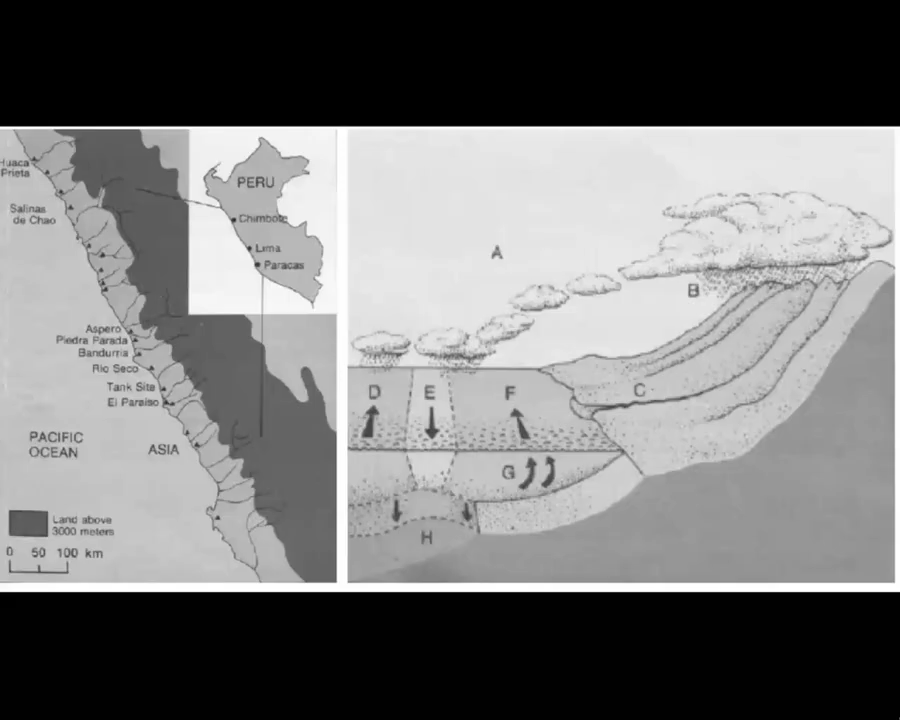 Huaca
Prieta
Salinas
de Chao
Aspero
Piedra Parada
Bandurria
Rio Seco
Tank Site
El Paraiso
PACIFIC
OCEAN
ASIA
Land above
3000 meters
0 50 100 km
PERU
Chimbote
Lima
Paracas
A
B
C
D E F
G
H